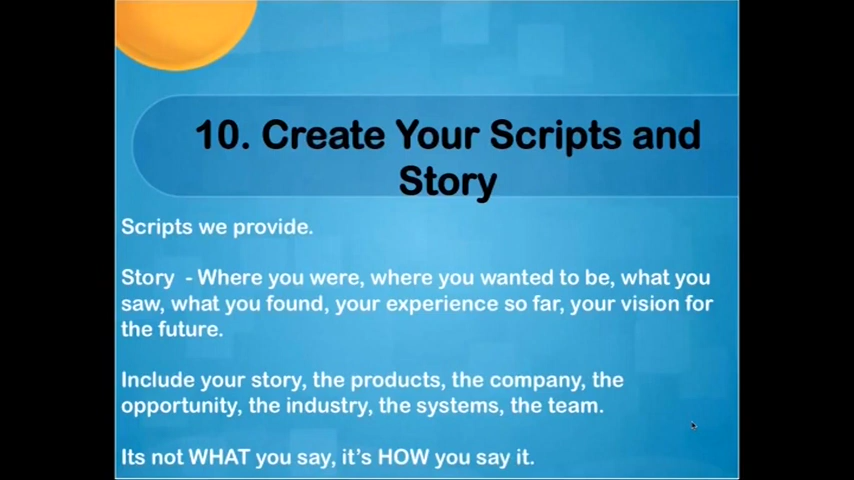 10. Create Your Scripts and
Story
Scripts we provide.
Story - Where you were, where you wanted to be, what you
saw, what you found, your experience so far, your vision for
the future.
Include your story, the products, the company, the
opportunity, the industry, the systems, the team.
Its not WHAT you say, it's HOW you say it.